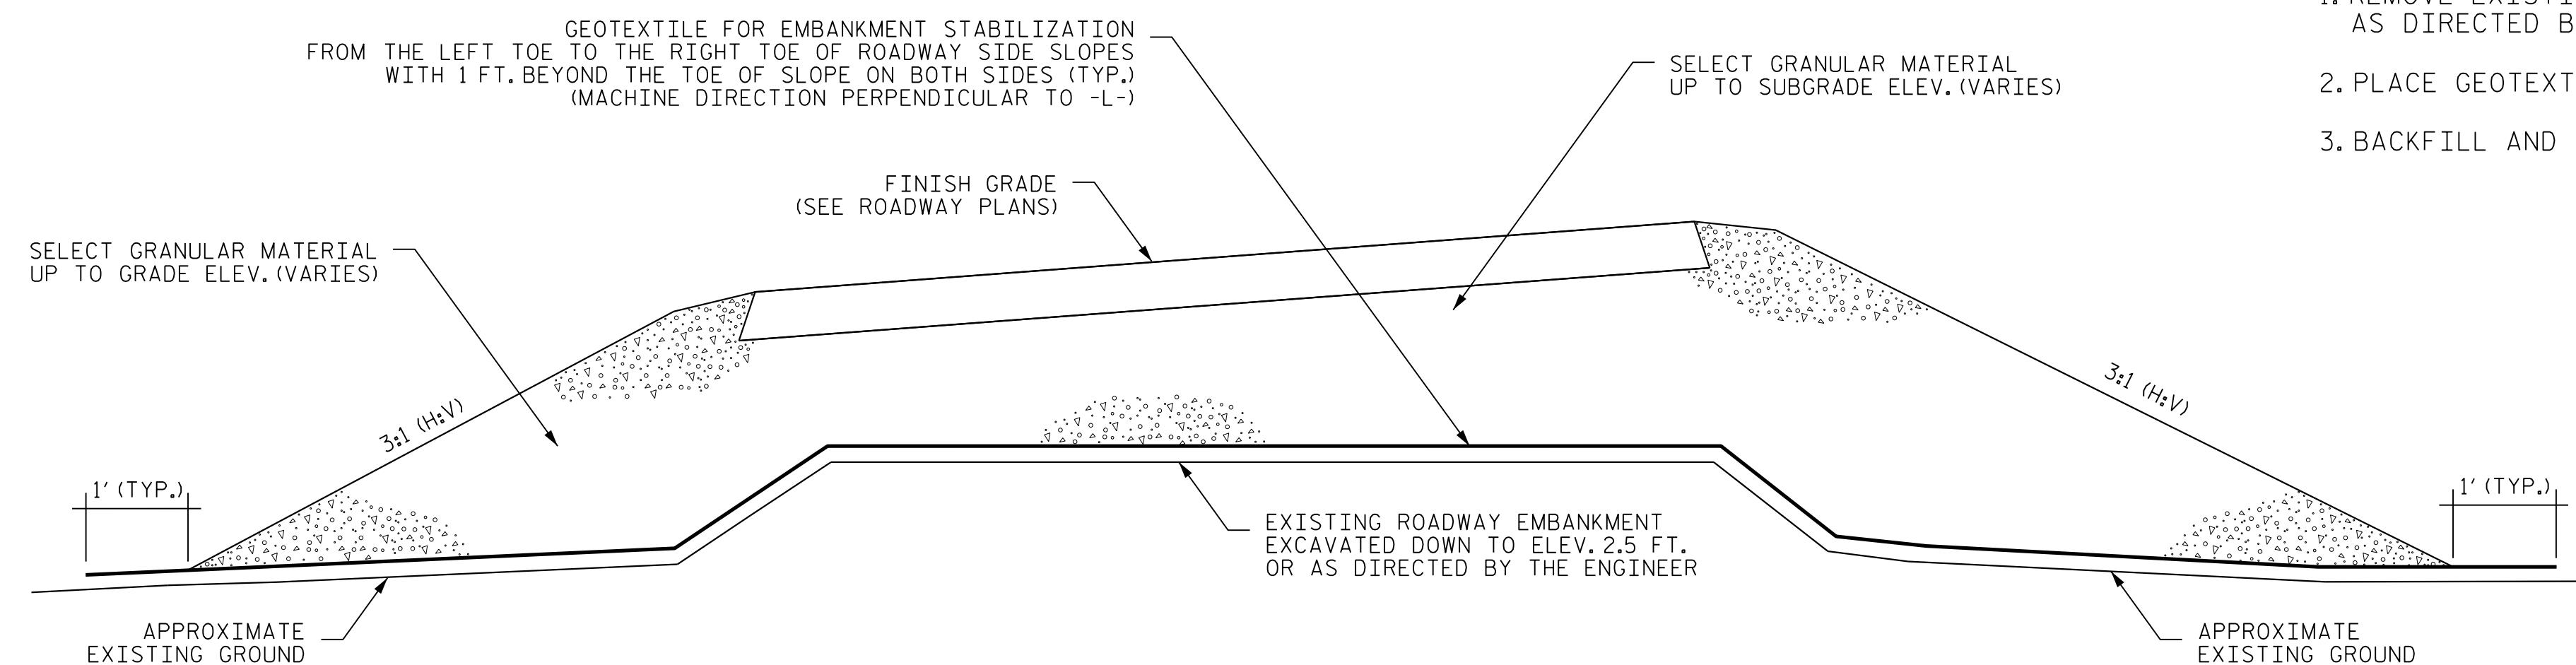 GEOTEXTILE FOR EMBANKMENT STABILIZATION
FROM THE LEFT TOE TO THE RIGHT TOE OF ROADWAY SIDE SLOPES
WITH 1 FT. BEYOND THE TOE OF SLOPE ON BOTH SIDES (TYP.)
(MACHINE DIRECTION PERPENDICULAR TO -L-)
SELECT GRANULAR MATERIAL
UP TO SUBGRADE ELEV. (VARIES)
1. REMOVE
AS DIRECTED
2. PLACE
3. BACKFILL AND
FINISH GRADE
(SEE ROADWAY PLANS)
SELECT GRANULAR MATERIAL
UP TO GRADE ELEV. (VARIES)
3:1 (H:V)
3:1 (H:V)
1' (TYP.)
1' (TYP.)
EXISTING ROADWAY EMBANKMENT
EXCAVATED DOWN TO ELEV. 2.5 FT.
OR AS DIRECTED BY THE ENGINEER
APPROXIMATE
EXISTING GROUND
APPROXIMATE
EXISTING GROUND